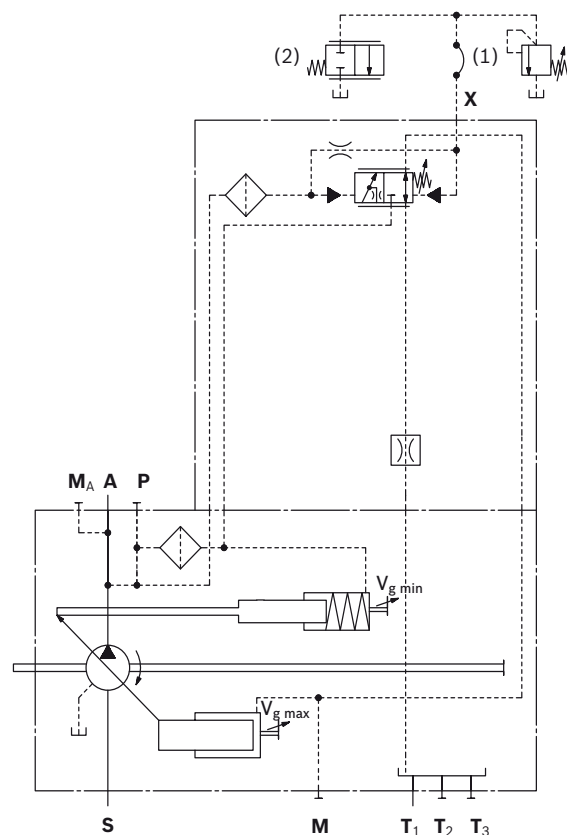 (2)
(1)
X
M_A A P
V_g min
V_g max
S M T_1 T_2 T_3